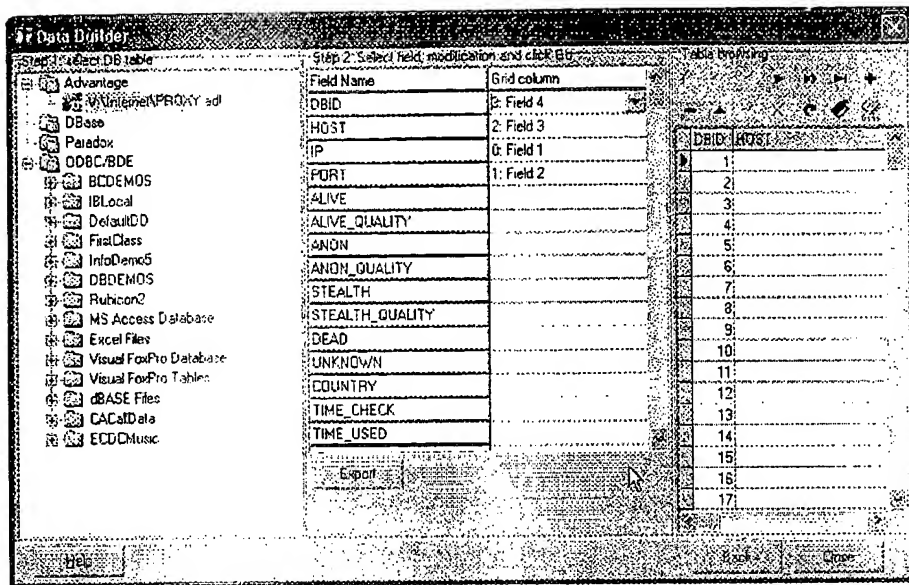 Data Builder
Step 1: select DB table
Advantage
DBase
Paradox
ODBC/BDE
BCDEMOS
IBLocal
DefaultDD
FirstClass
InfoDemo5
DBDEMOS
Rubicon2
MS Access Database
Excel Files
Visual FoxPro Database
Visual FoxPro Tables
dBASE Files
CACatData
ECDCMusic
Step 2: Select field, modification and click
Field Name Grid column
DBID 3: Field 4
HOST 2: Field 3
IP 0: Field 1
PORT 1: Field 2
ALIVE
ALIVE_QUALITY
ANON
ANON_QUALITY
STEALTH
STEALTH_QUALITY
DEAD
UNKNOWN
COUNTRY
TIME_CHECK
TIME_USED
Export
Table browsing
DBID HOST
1
2
3
4
5
6
7
8
9
10
11
12
13
14
15
16
17
Help Back Close